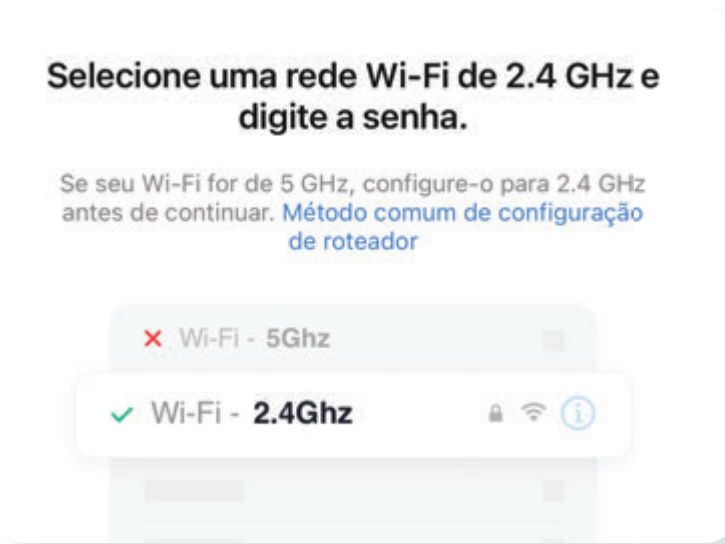 Selecione uma rede Wi-Fi de 2.4 GHz e
digite a senha.
Se seu Wi-Fi for de 5 GHz, configure-o para 2.4 GHz
antes de continuar. Método comum de configuração
de roteador
Wi-Fi - 5Ghz
Wi-Fi - 2.4Ghz